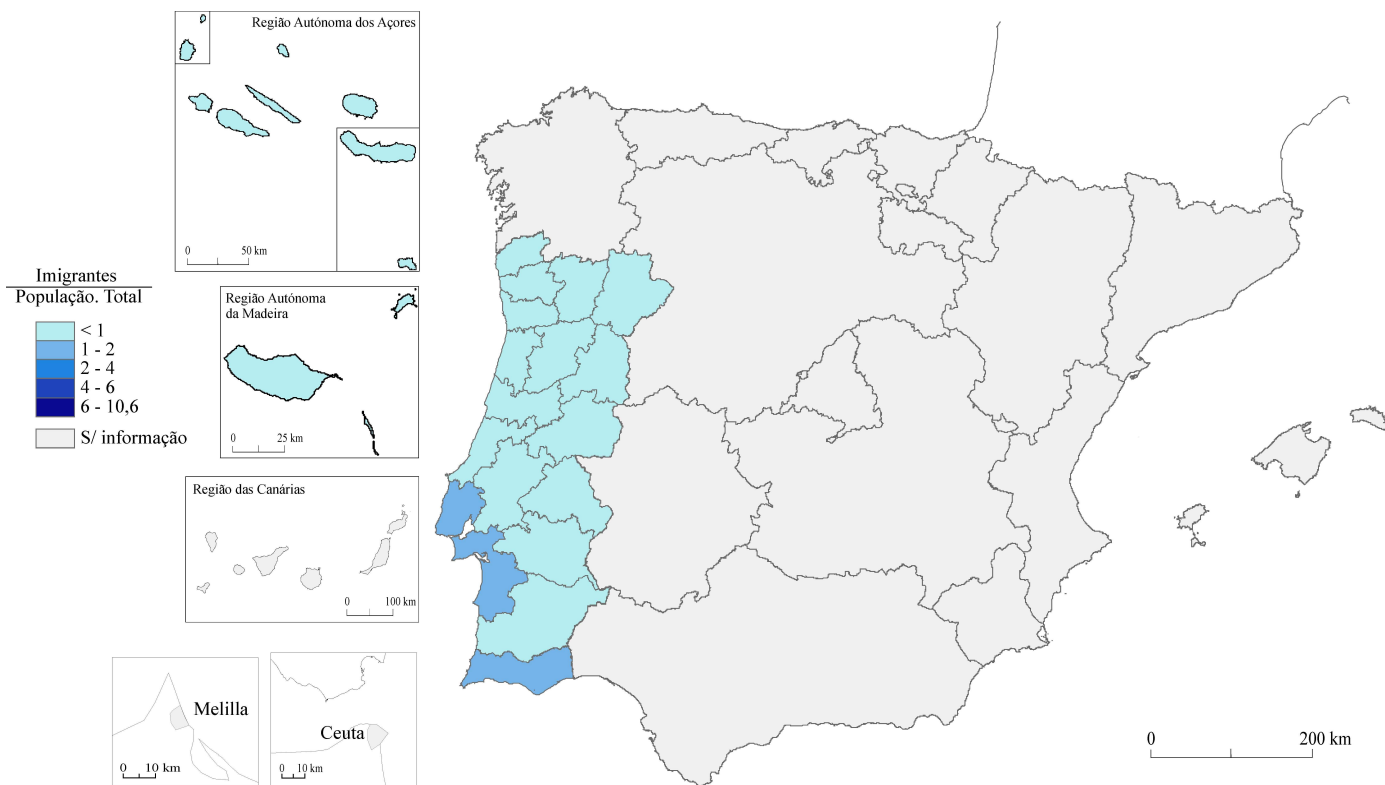 Região Autónoma dos Açores
0 50 km
Imigrantes
População. Total
< 1
1 - 2
2 - 4
4 - 6
6 - 10,6
S/ informação
Região Autónoma
da Madeira
0 25 km
Região das Canárias
0 100 km
Melilla
0 10 km
Ceuta
0 10 km
0 200 km